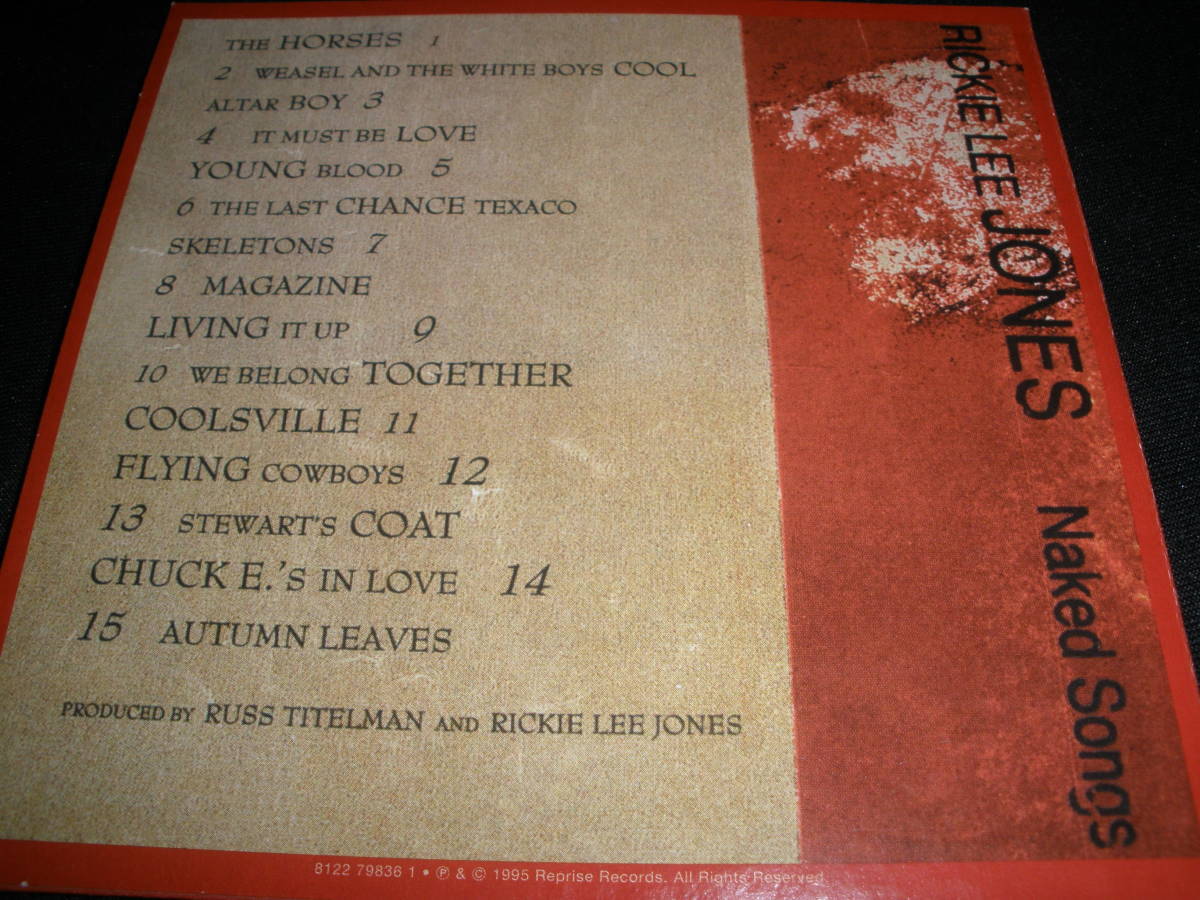 THE HORSES 1
2 WEASEL AND THE WHITE BOYS COOL
ALTAR BOY 3
4 IT MUST BE LOVE
YOUNG BLOOD 5
6 THE LAST CHANCE TEXACO
SKELETONS 7
8 MAGAZINE
LIVING IT UP 9
10 WE BELONG TOGETHER
COOLSVILLE 11
FLYING COWBOYS 12
13 STEWART'S COAT
CHUCK E.'S IN LOVE 14
15 AUTUMN LEAVES
PRODUCED BY RUSS TITELMAN AND RICKIE LEE JONES
RICKIE LEE JONES Naked Songs
8122 79836 1 • ℗ & © 1995 Reprise Records. All Rights Reserved